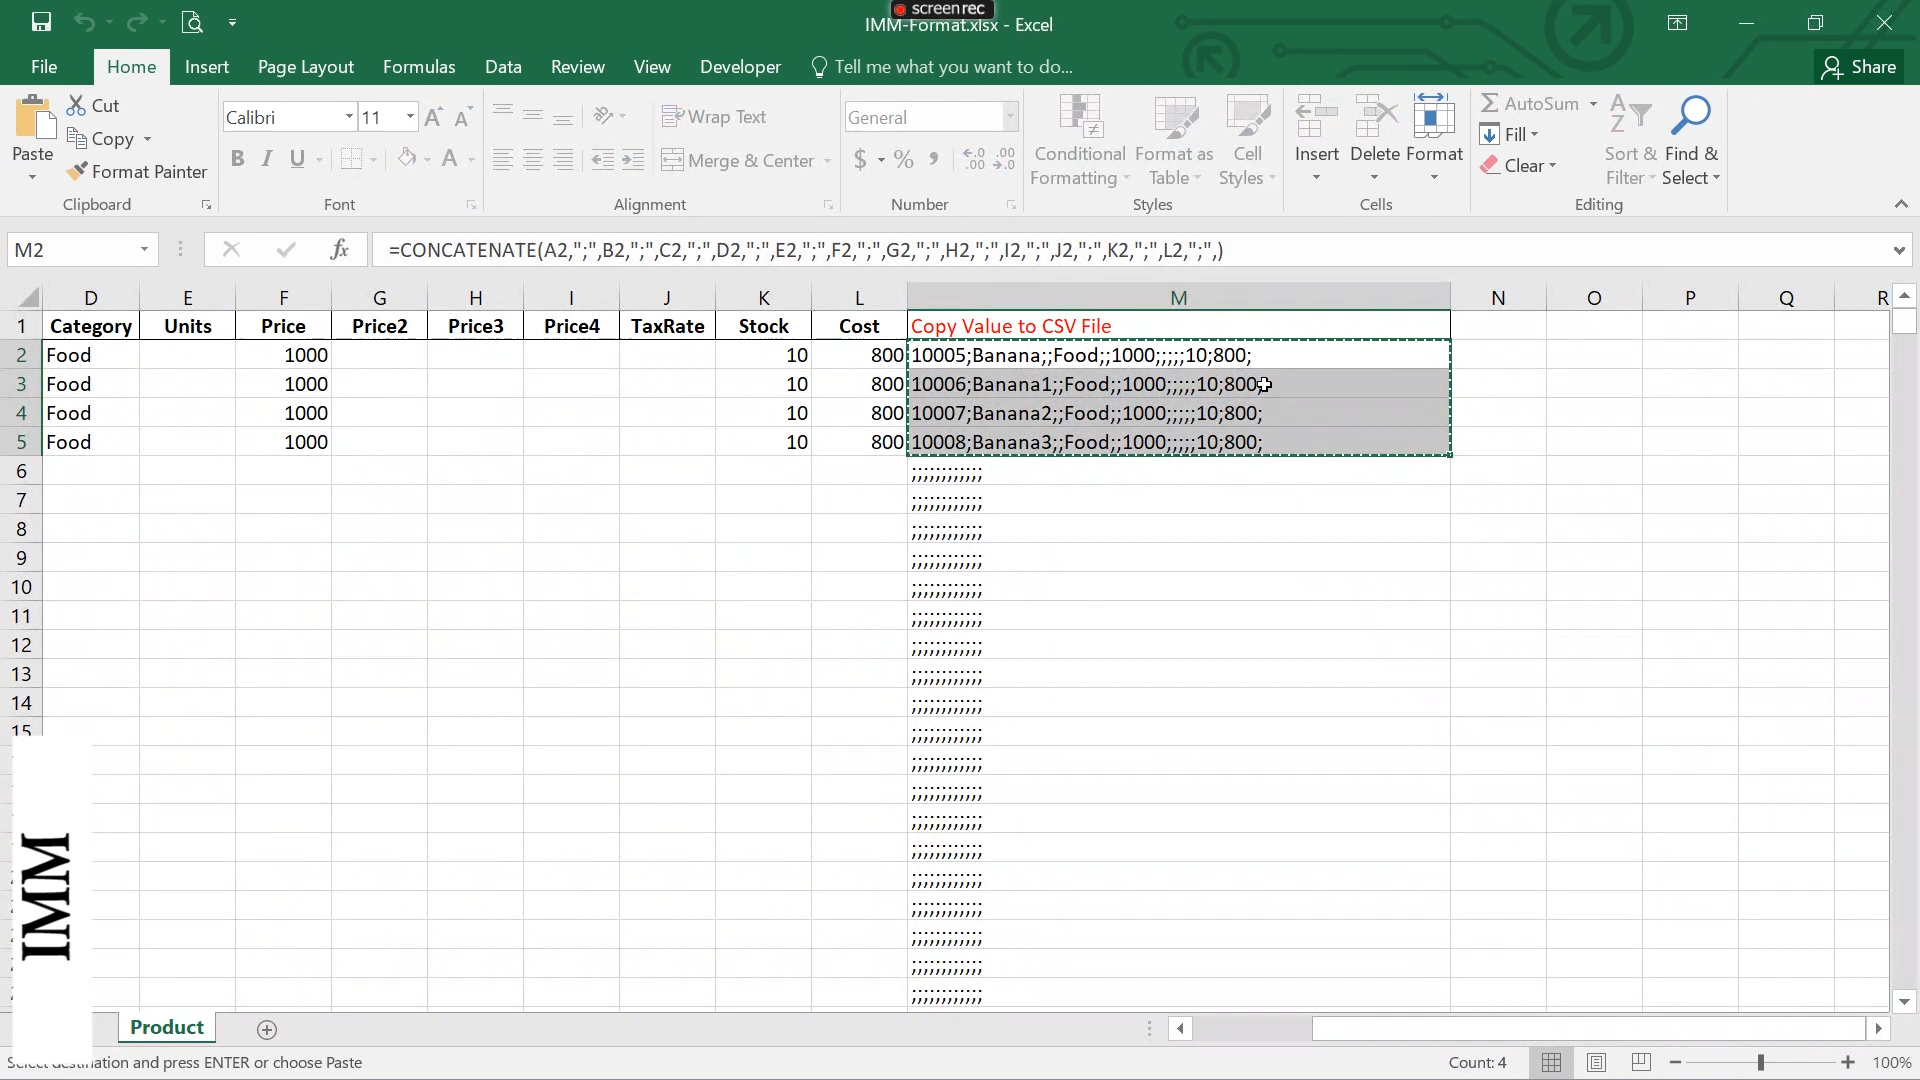 screenrec
IMM-Format.xlsx - Excel
File Home Insert Page Layout Formulas Data Review View Developer Tell me what you want to do... Share
Paste
Cut
Copy
Format Painter
Clipboard
Calibri 11
B I U
Font
Wrap Text
Merge & Center
Alignment
General
$ % ,
Number
Conditional Formatting
Format as Table
Cell Styles
Styles
Insert
Delete
Format
Cells
AutoSum
Fill
Clear
Sort & Filter
Find & Select
Editing
M2
fx
=CONCATENATE(A2,";",B2,";",C2,";",D2,";",E2,";",F2,";",G2,";",H2,";",I2,";",J2,";",K2,";",L2,";",)
D E F G H I J K L M N O P Q R
1 Category Units Price Price2 Price3 Price4 TaxRate Stock Cost Copy Value to CSV File
2 Food 1000 10 800 10005;Banana;;Food;;1000;;;;;10;800;
3 Food 1000 10 800 10006;Banana1;;Food;;1000;;;;;10;800;
4 Food 1000 10 800 10007;Banana2;;Food;;1000;;;;;10;800;
5 Food 1000 10 800 10008;Banana3;;Food;;1000;;;;;10;800;
6 ;;;;;;;;;;;;
7 ;;;;;;;;;;;;
8 ;;;;;;;;;;;;
9 ;;;;;;;;;;;;
10 ;;;;;;;;;;;;
11 ;;;;;;;;;;;;
12 ;;;;;;;;;;;;
13 ;;;;;;;;;;;;
14 ;;;;;;;;;;;;
15 ;;;;;;;;;;;;
;;;;;;;;;;;;
;;;;;;;;;;;;
;;;;;;;;;;;;
;;;;;;;;;;;;
;;;;;;;;;;;;
;;;;;;;;;;;;
;;;;;;;;;;;;
;;;;;;;;;;;;
;;;;;;;;;;;;
IMM
Product
Select destination and press ENTER or choose Paste
Count: 4
100%